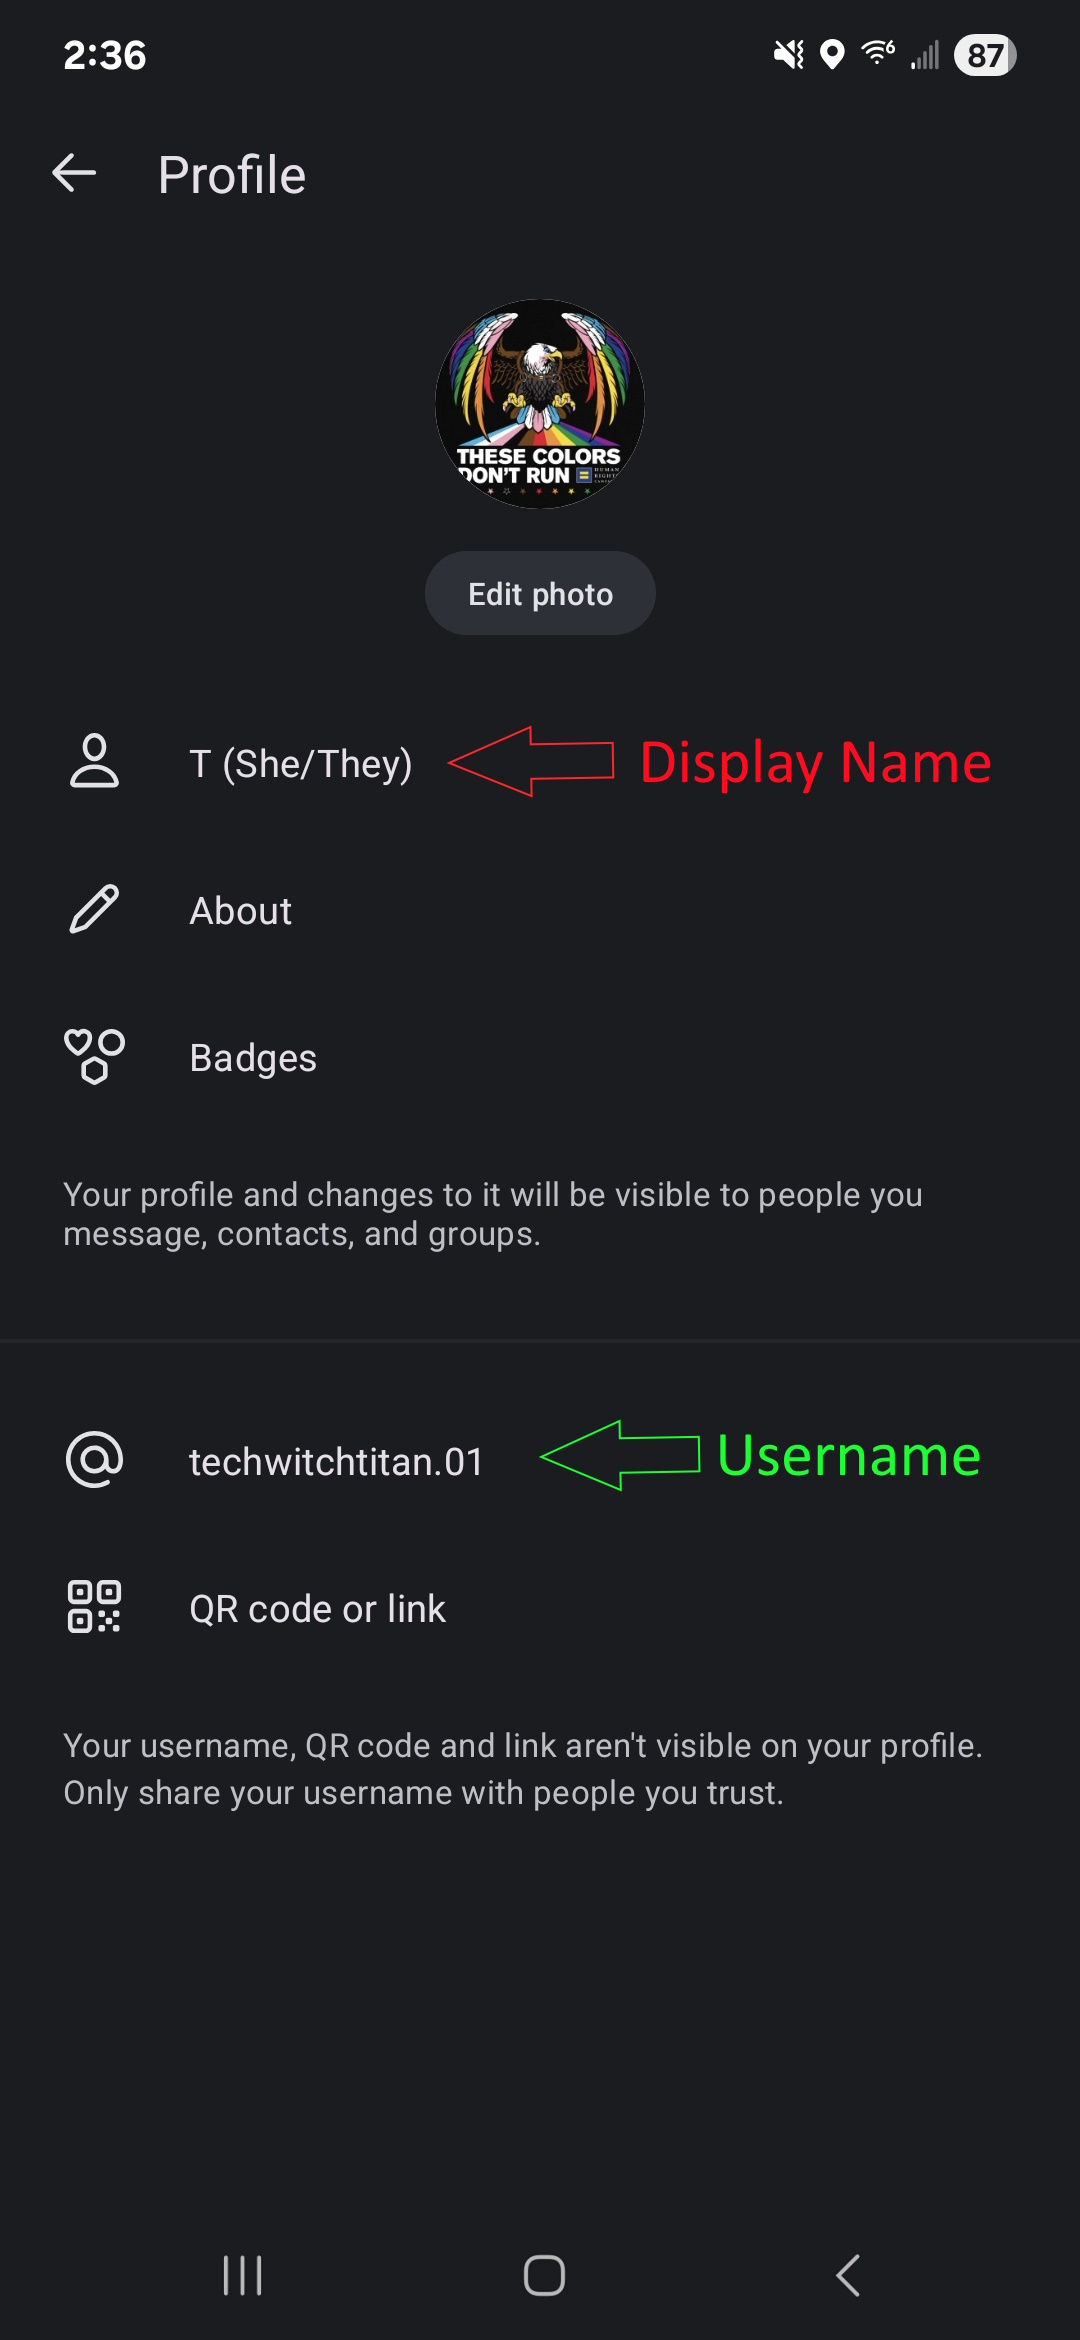 2:36
6
87
Profile
THESE COLORS
DON'T RUN
HUMAN
RIGHTS
Edit photo
T (She/They)
Display Name
About
Badges
Your profile and changes to it will be visible to people you
message, contacts, and groups.
techwitchtitan.01
Username
QR code or link
Your username, QR code and link aren't visible on your profile.
Only share your username with people you trust.